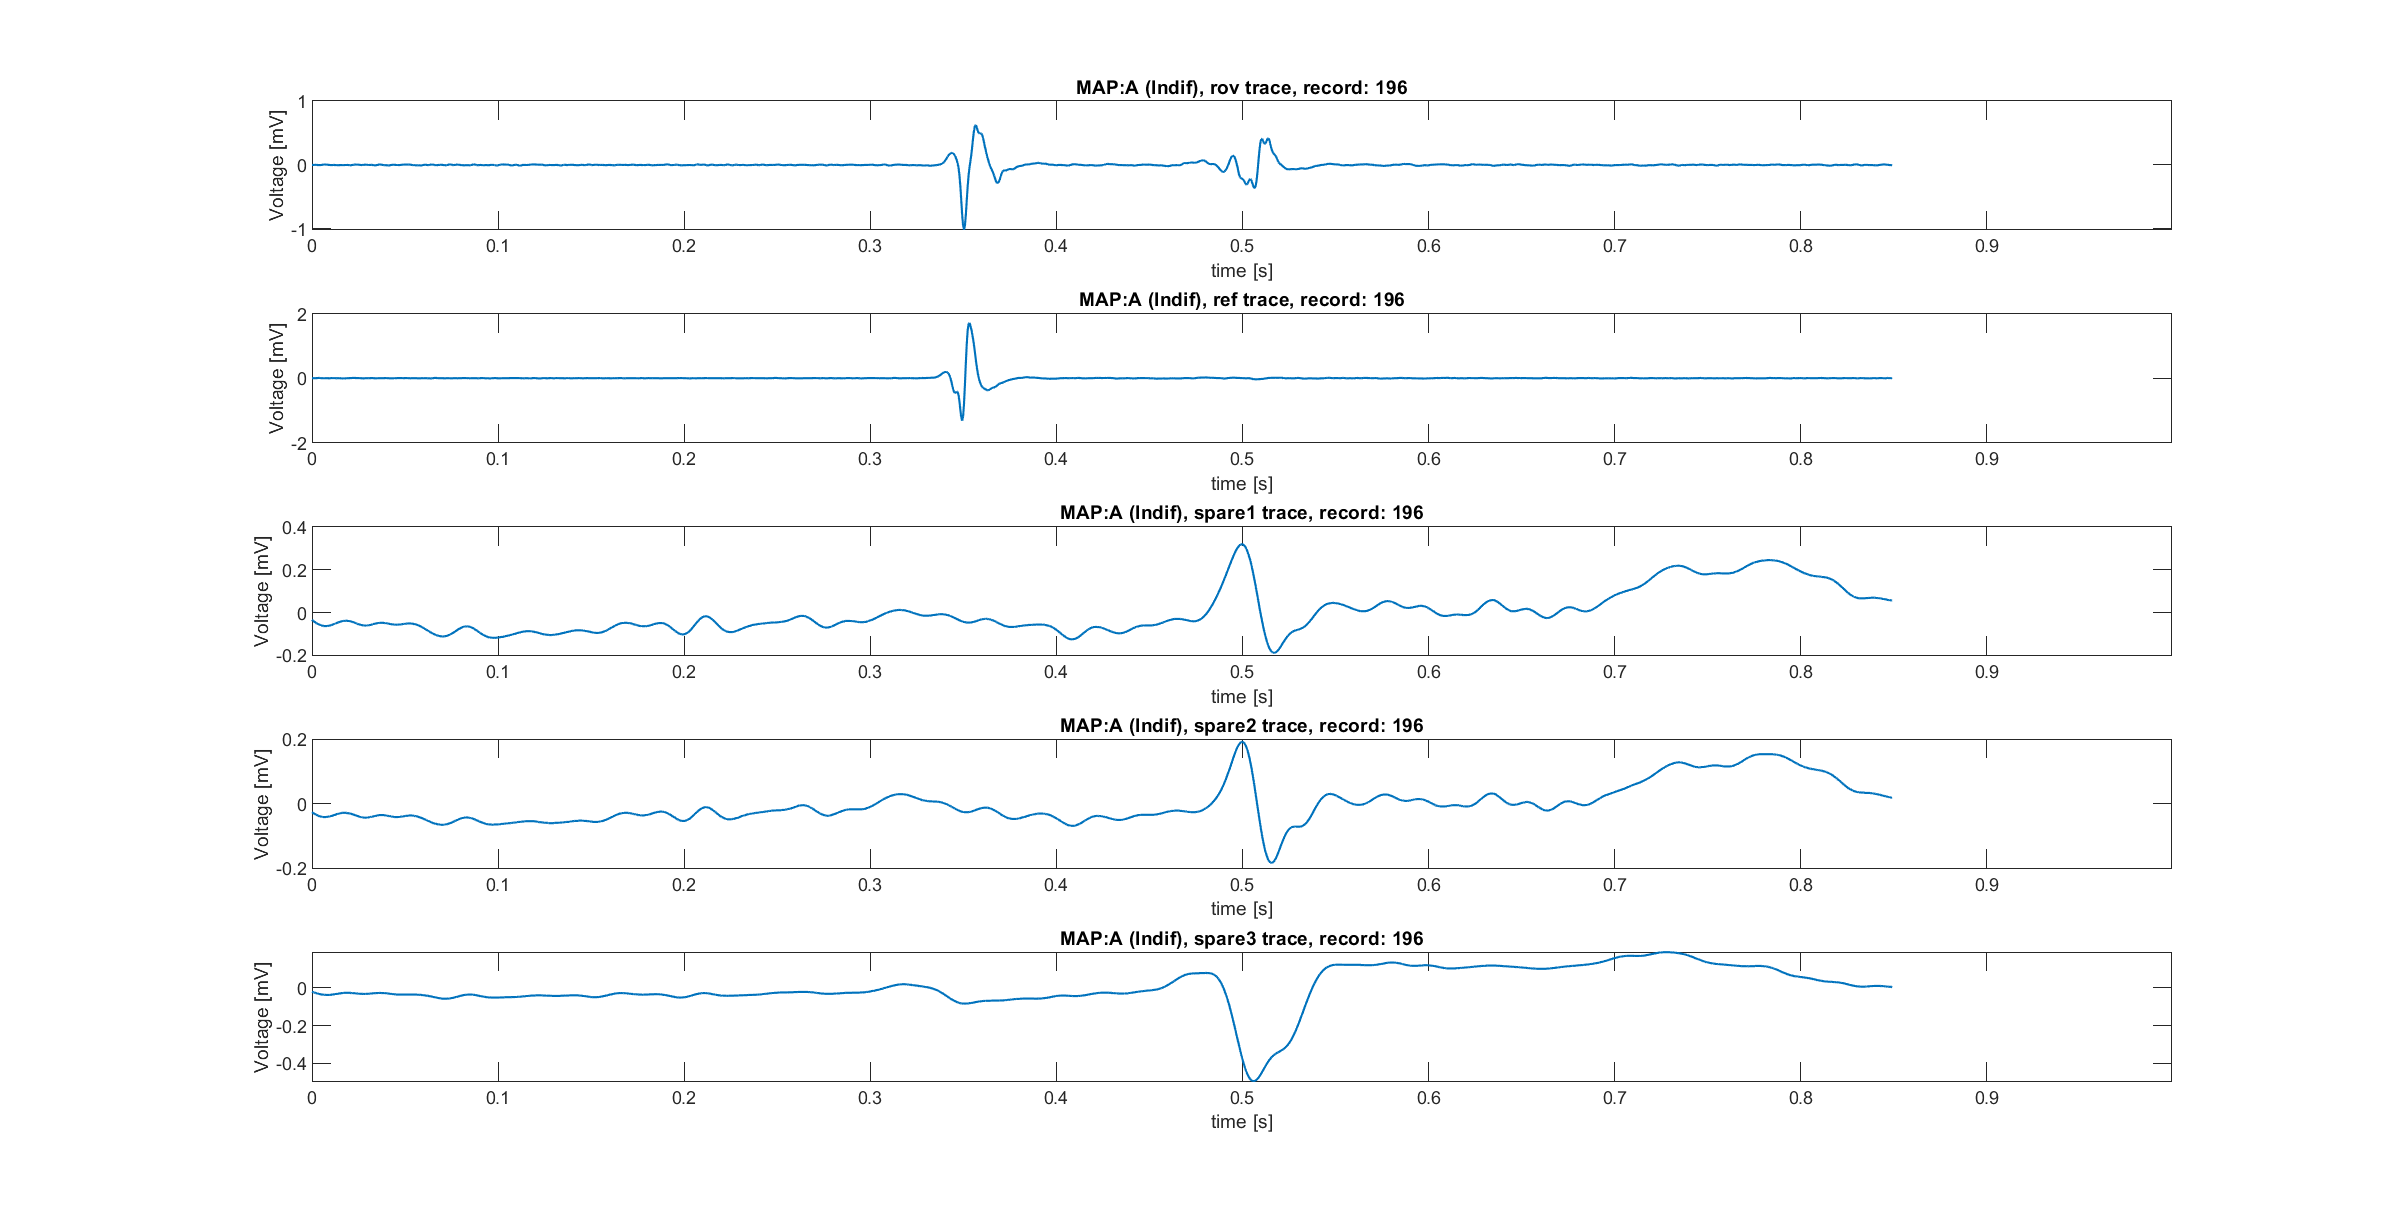 MAP:A (Indif), rov trace, record: 196
Voltage [mV]
1
0
-1
0 0.1 0.2 0.3 0.4 0.5 0.6 0.7 0.8 0.9
time [s]
MAP:A (Indif), ref trace, record: 196
Voltage [mV]
2
0
-2
0 0.1 0.2 0.3 0.4 0.5 0.6 0.7 0.8 0.9
time [s]
MAP:A (Indif), spare1 trace, record: 196
Voltage [mV]
0.4
0.2
0
-0.2
0 0.1 0.2 0.3 0.4 0.5 0.6 0.7 0.8 0.9
time [s]
MAP:A (Indif), spare2 trace, record: 196
Voltage [mV]
0.2
0
-0.2
0 0.1 0.2 0.3 0.4 0.5 0.6 0.7 0.8 0.9
time [s]
MAP:A (Indif), spare3 trace, record: 196
Voltage [mV]
0
-0.2
-0.4
0 0.1 0.2 0.3 0.4 0.5 0.6 0.7 0.8 0.9
time [s]